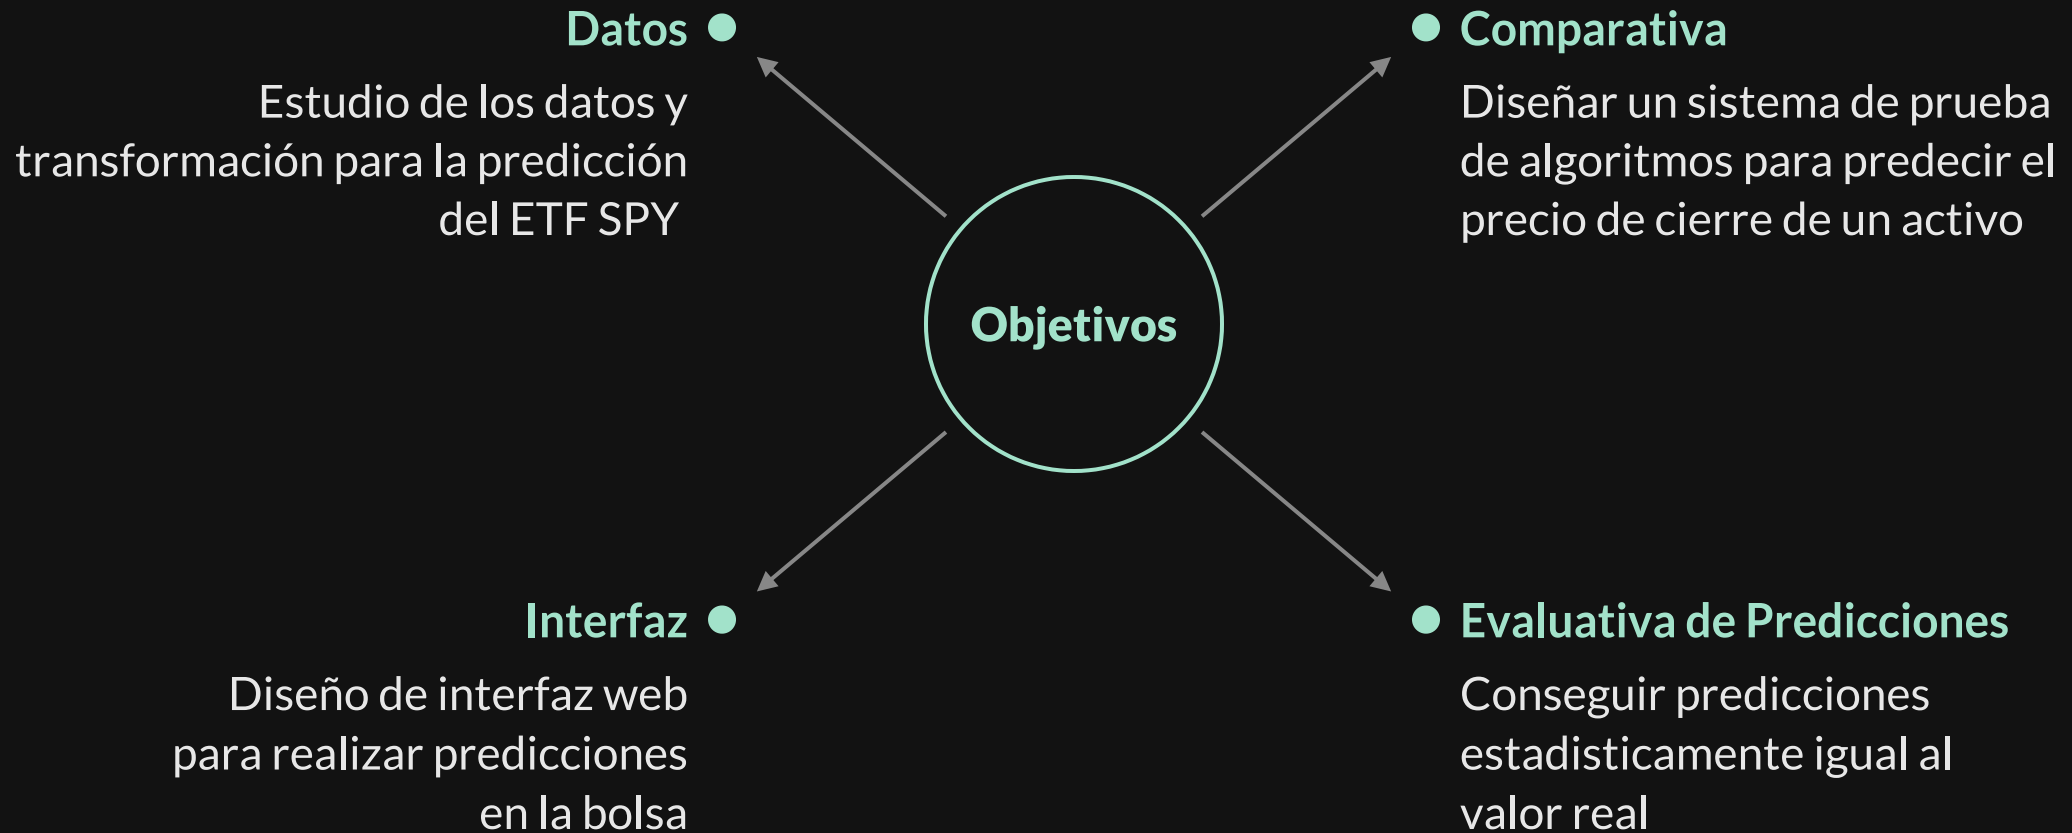 Datos
Estudio de los datos y
transformación para la predicción
del ETF SPY
Comparativa
Diseñar un sistema de prueba
de algoritmos para predecir el
precio de cierre de un activo
Objetivos
Interfaz
Diseño de interfaz web
para realizar predicciones
en la bolsa
Evaluativa de Predicciones
Conseguir predicciones
estadisticamente igual al
valor real